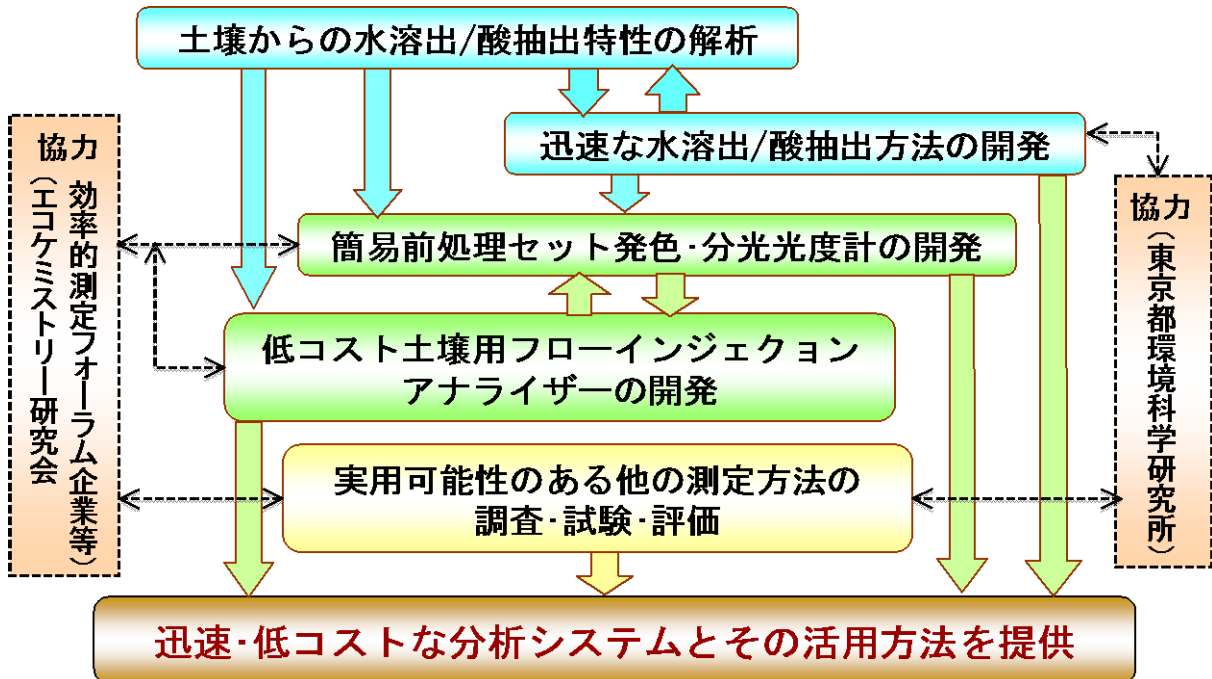 土壌からの水溶出/酸抽出特性の解析
迅速な水溶出/酸抽出方法の開発
協力
効率的測定フォーラム企業等)
(エコケミストリー研究会
簡易前処理セット発色･分光光度計の開発
協力
(東京都環境科学研究所)
低コスト土壌用フローインジェクション
アナライザーの開発
実用可能性のある他の測定方法の
調査･試験･評価
迅速･低コストな分析システムとその活用方法を提供